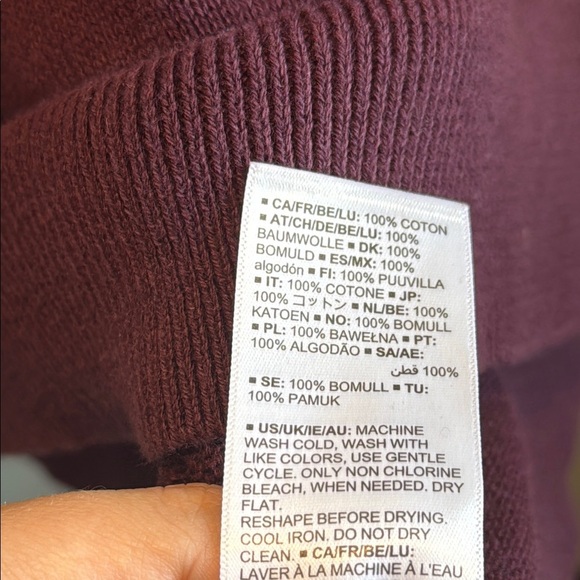 ▪ CA/FR/BE/LU: 100% COTON
▪ AT/CH/DE/BE/LU: 100%
BAUMWOLLE ▪ DK: 100%
BOMULD ▪ ES/MX: 100%
algodón ▪ FI: 100% PUUVILLA
▪ IT: 100% COTONE ▪ JP:
100% コットン ▪ NL/BE: 100%
KATOEN ▪ NO: 100% BOMULL
▪ PL: 100% BAWEŁNA ▪ PT:
100% ALGODÃO ▪ SA/AE:
100% قطن
▪ SE: 100% BOMULL ▪ TU:
100% PAMUK
▪ US/UK/IE/AU: MACHINE
WASH COLD, WASH WITH
LIKE COLORS, USE GENTLE
CYCLE. ONLY NON CHLORINE
BLEACH, WHEN NEEDED. DRY
FLAT.
RESHAPE BEFORE DRYING.
COOL IRON. DO NOT DRY
CLEAN. ▪ CA/FR/BE/LU:
LAVER À LA MACHINE À L'EAU